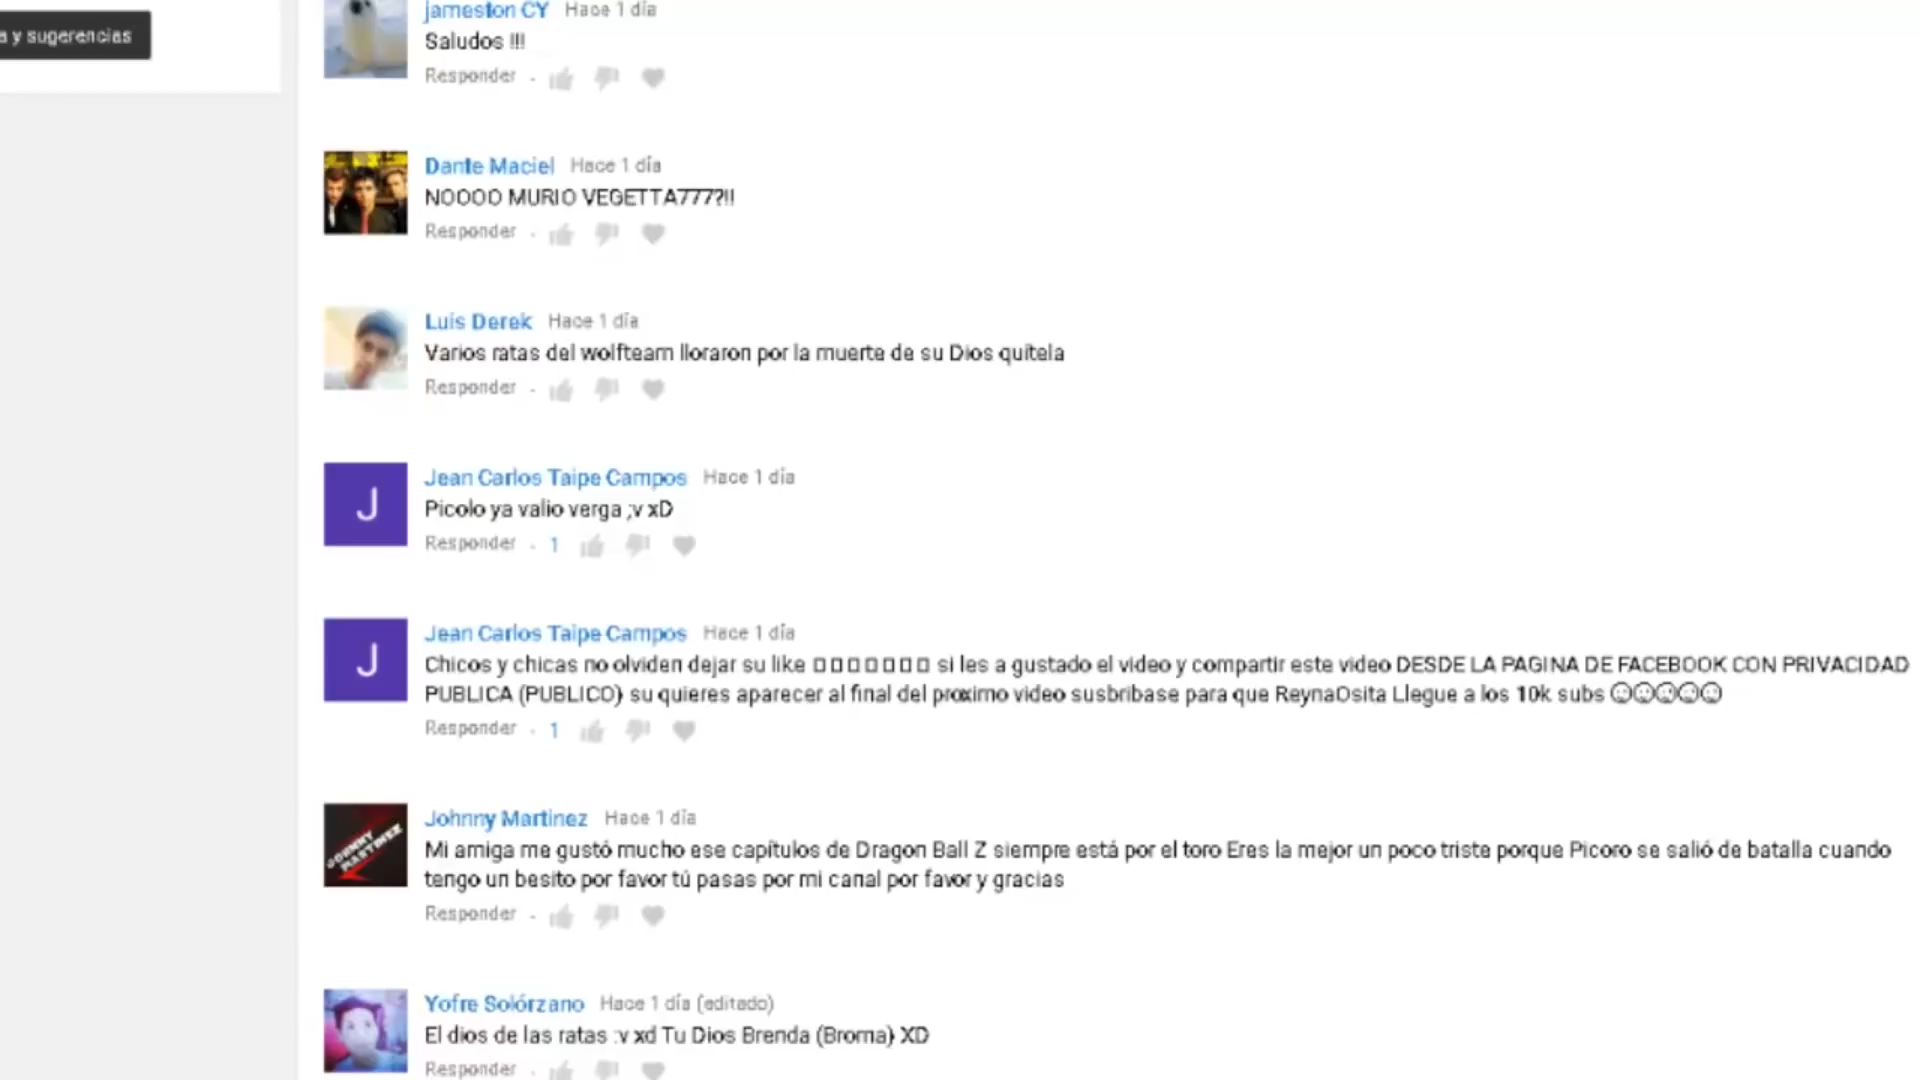 a y sugerencias
jameston CY Hace 1 día
Saludos !!!
Responder
Dante Maciel Hace 1 día
NOOOO MURIO VEGETTA777?!!
Responder
Luis Derek Hace 1 día
Varios ratas del wolfteam lloraron por la muerte de su Dios quítela
Responder
J
Jean Carlos Taipe Campos Hace 1 día
Picolo ya valio verga ;v xD
Responder 1
J
Jean Carlos Taipe Campos Hace 1 día
Chicos y chicas no olviden dejar su like ▯▯▯▯▯▯▯ si les a gustado el video y compartir este video DESDE LA PAGINA DE FACEBOOK CON PRIVACIDAD
PUBLICA (PUBLICO) su quieres aparecer al final del proximo video susbribase para que ReynaOsita Llegue a los 10k subs ☺☺☺☺☺
Responder 1
JOHNNY
MARTINEZ
Johnny Martinez Hace 1 día
Mi amiga me gustó mucho ese capítulos de Dragon Ball Z siempre está por el toro Eres la mejor un poco triste porque Picoro se salió de batalla cuando
tengo un besito por favor tú pasas por mi canal por favor y gracias
Responder
Yofre Solórzano Hace 1 día (editado)
El dios de las ratas :v xd Tu Dios Brenda (Broma) XD
Responder